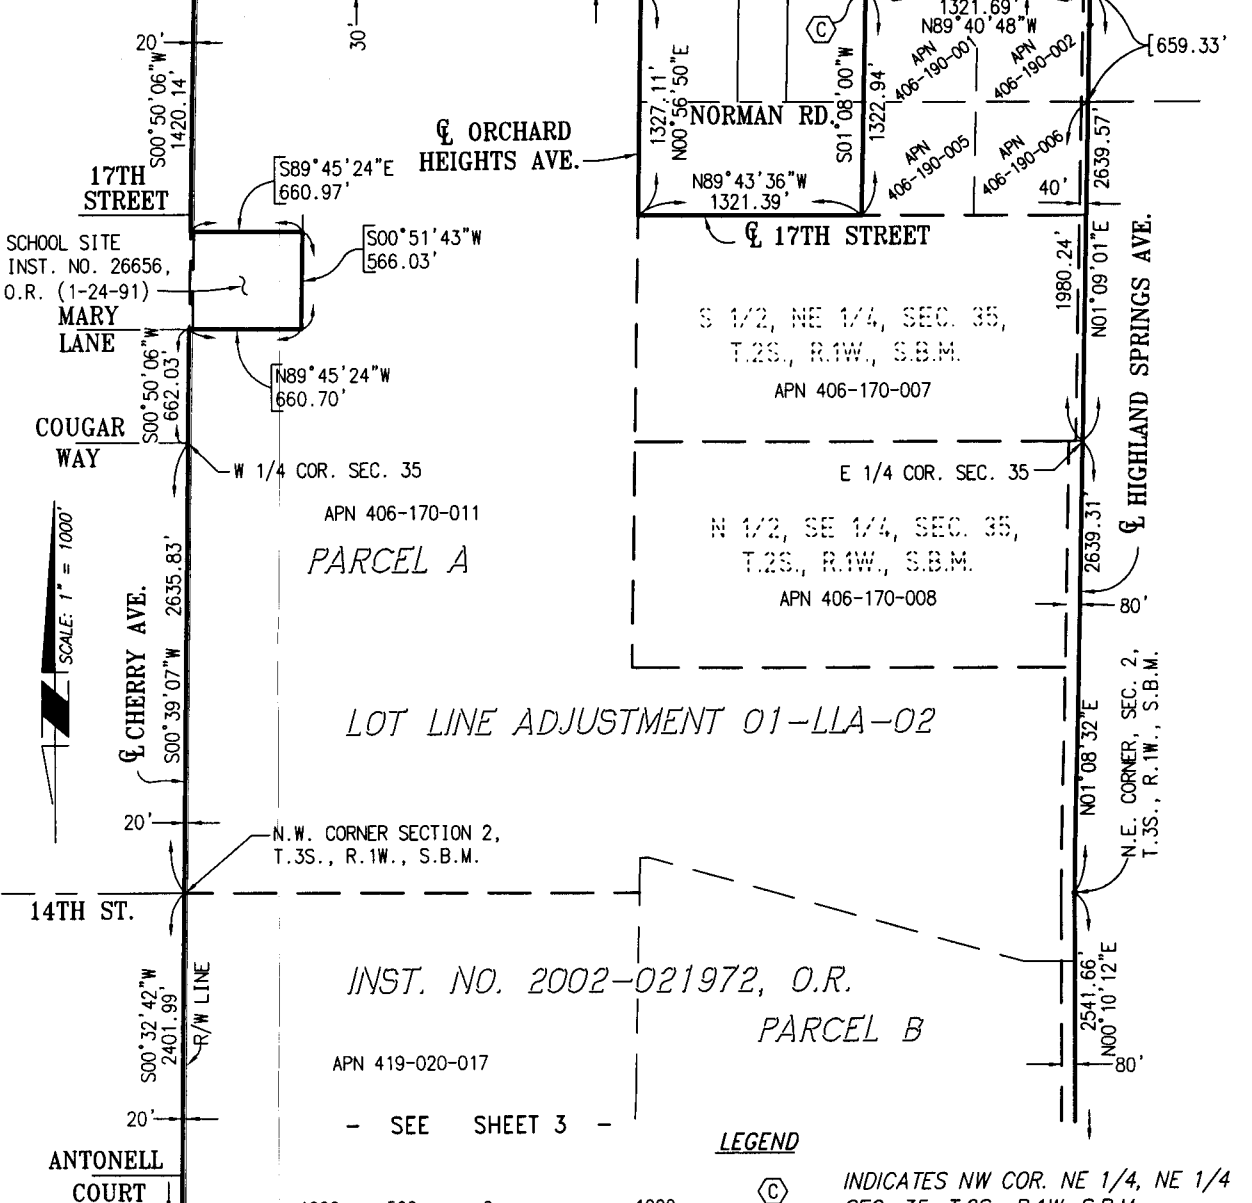 20'
30'
S00°50'06"W
1420.14'
1321.69'
N89°40'48"W
C
[659.33'
APN
406-190-001
APN
406-190-002
APN
406-190-005
APN
406-190-006
1327.11'
N00°56'50"E
NORMAN RD.
S01°08'00"W
1322.94'
2639.57'
℄ ORCHARD
HEIGHTS AVE.
N89°43'36"W
1321.39'
40'
℄ 17TH STREET
17TH
STREET
S89°45'24"E
660.97'
SCHOOL SITE
INST. NO. 26656,
O.R. (1-24-91)
S00°51'43"W
566.03'
MARY
LANE
N89°45'24"W
660.70'
S00°50'06"W
662.03'
1980.24'
N01°09'01"E
℄ HIGHLAND SPRINGS AVE.
S 1/2, NE 1/4, SEC. 35,
T.2S., R.1W., S.B.M.
APN 406-170-007
COUGAR
WAY
W 1/4 COR. SEC. 35
E 1/4 COR. SEC. 35
APN 406-170-011
PARCEL A
N 1/2, SE 1/4, SEC. 35,
T.2S., R.1W., S.B.M.
APN 406-170-008
2639.31'
80'
SCALE: 1" = 1000'
℄ CHERRY AVE.
S00°39'07"W
2635.83'
LOT LINE ADJUSTMENT 01-LLA-02
N01°08'32"E
N.E. CORNER, SEC. 2,
T.3S., R.1W., S.B.M.
20'
N.W. CORNER SECTION 2,
T.3S., R.1W., S.B.M.
14TH ST.
INST. NO. 2002-021972, O.R.
PARCEL B
S00°32'42"W
2401.99'
R/W LINE
2541.66'
N00°10'12"E
80'
APN 419-020-017
20'
- SEE SHEET 3 -
LEGEND
ANTONELL
COURT
C
INDICATES NW COR. NE 1/4, NE 1/4
SEC. 35, T.2S., R.1W., S.B.M.